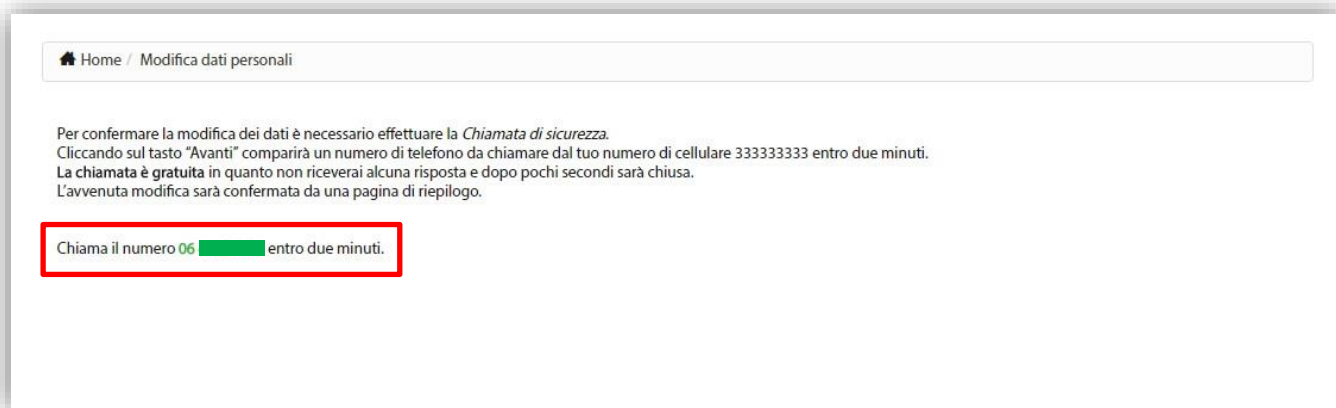 Home / Modifica dati personali
Per confermare la modifica dei dati è necessario effettuare la Chiamata di sicurezza.
Cliccando sul tasto “Avanti” comparirà un numero di telefono da chiamare dal tuo numero di cellulare 333333333 entro due minuti.
La chiamata è gratuita in quanto non riceverai alcuna risposta e dopo pochi secondi sarà chiusa.
L’avvenuta modifica sarà confermata da una pagina di riepilogo.
Chiama il numero 06 entro due minuti.